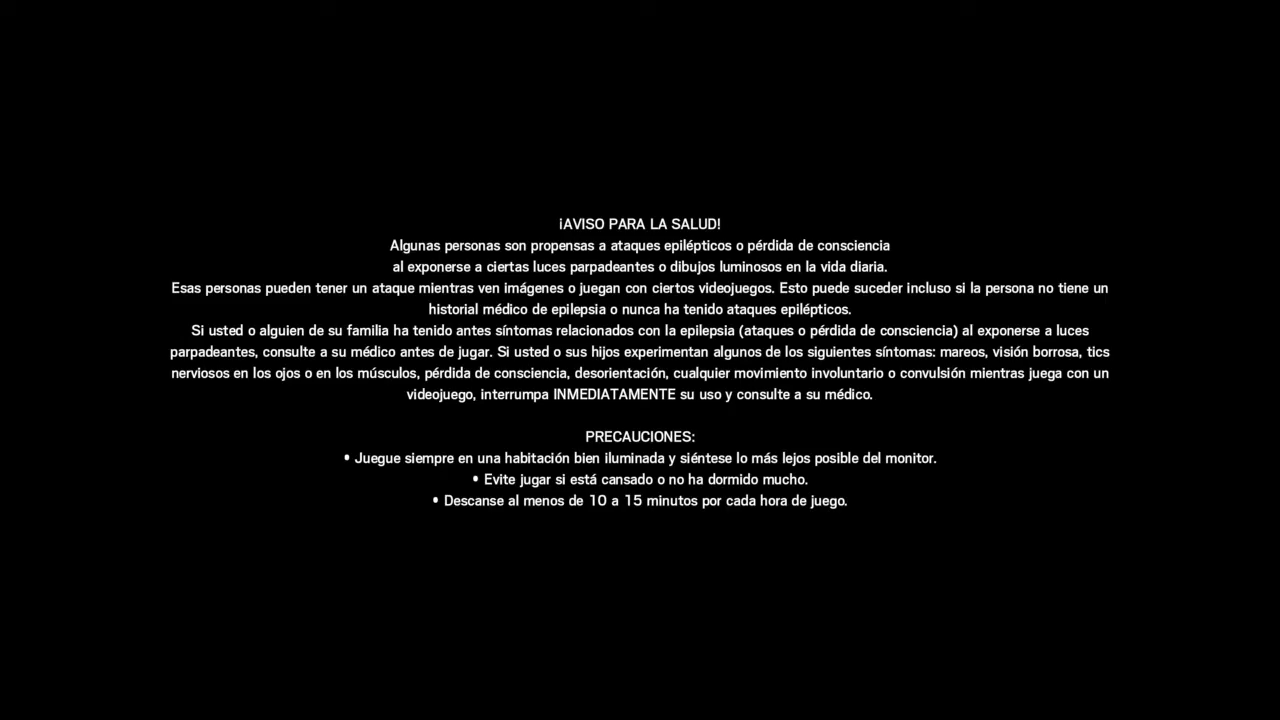 ¡AVISO PARA LA SALUD!
Algunas personas son propensas a ataques epilépticos o pérdida de consciencia
al exponerse a ciertas luces parpadeantes o dibujos luminosos en la vida diaria.
Esas personas pueden tener un ataque mientras ven imágenes o juegan con ciertos videojuegos. Esto puede suceder incluso si la persona no tiene un
historial médico de epilepsia o nunca ha tenido ataques epilépticos.
Si usted o alguien de su familia ha tenido antes síntomas relacionados con la epilepsia (ataques o pérdida de consciencia) al exponerse a luces
parpadeantes, consulte a su médico antes de jugar. Si usted o sus hijos experimentan algunos de los siguientes síntomas: mareos, visión borrosa, tics
nerviosos en los ojos o en los músculos, pérdida de consciencia, desorientación, cualquier movimiento involuntario o convulsión mientras juega con un
videojuego, interrumpa INMEDIATAMENTE su uso y consulte a su médico.
PRECAUCIONES:
• Juegue siempre en una habitación bien iluminada y siéntese lo más lejos posible del monitor.
• Evite jugar si está cansado o no ha dormido mucho.
• Descanse al menos de 10 a 15 minutos por cada hora de juego.